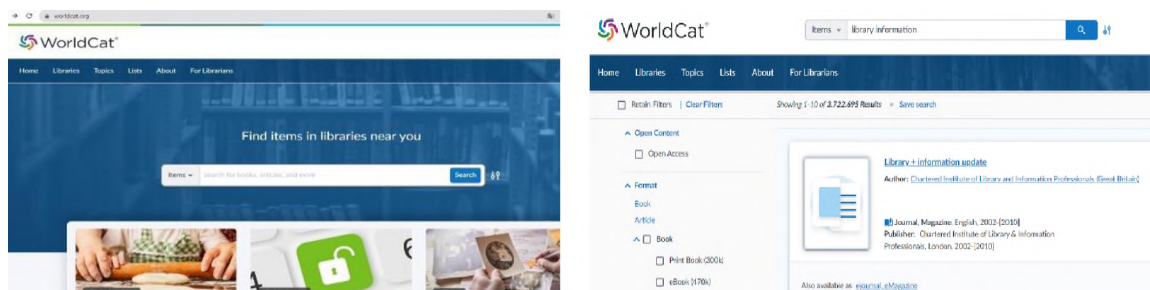 worldcat.org
WorldCat
Home Libraries Topics Lists About For Librarians
Find items in libraries near you
Items Search for books, articles, and more Search
WorldCat
Items library information
Home Libraries Topics Lists About For Librarians
Retain Filters | Clear Filters Showing 1-10 of 3.722.695 Results Save search
Open Content
Open Access
Format
Book
Article
Book
Print Book (300k)
eBook (470k)
Library + information update
Author: Chartered Institute of Library and Information Professionals (Great Britain)
Journal, Magazine, English, 2002-[2010]
Publisher: Chartered Institute of Library & Information
Professionals, London, 2002-[2010]
Also available as eJournal, eMagazine